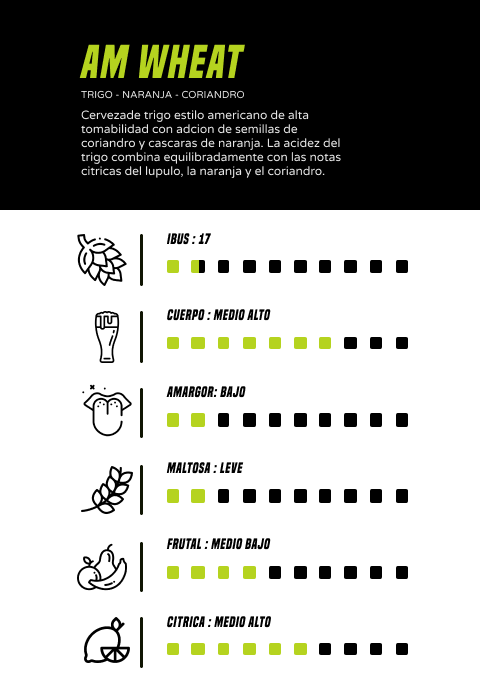 AM WHEAT
TRIGO - NARANJA - CORIANDRO
Cervezade trigo estilo americano de alta
tomabilidad con adcion de semillas de
coriandro y cascaras de naranja. La acidez del
trigo combina equilibradamente con las notas
citricas del lupulo, la naranja y el coriandro.
IBUS : 17
CUERPO : MEDIO ALTO
AMARGOR: BAJO
MALTOSA : LEVE
FRUTAL : MEDIO BAJO
CITRICA : MEDIO ALTO